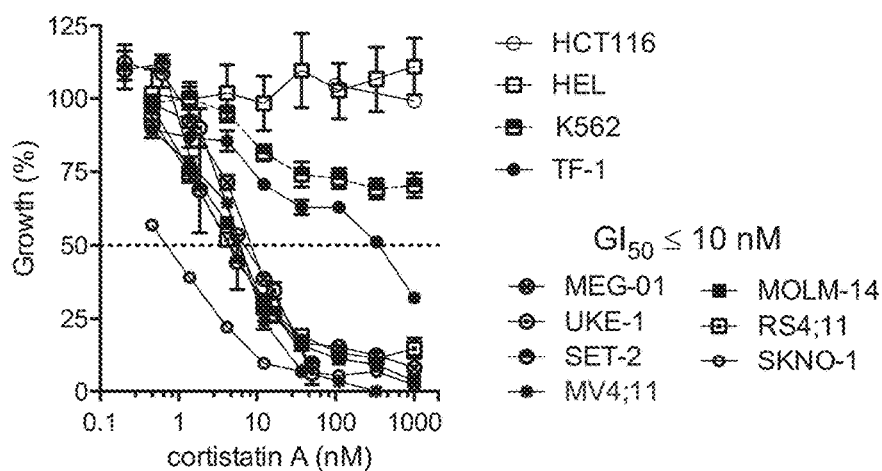 125
100
75
50
25
0
Growth (%)
0.1 1 10 100 1000
cortistatin A (nM)
HCT116
HEL
K562
TF-1
GI50 ≤ 10 nM
MEG-01
UKE-1
SET-2
MV4;11
MOLM-14
RS4;11
SKNO-1